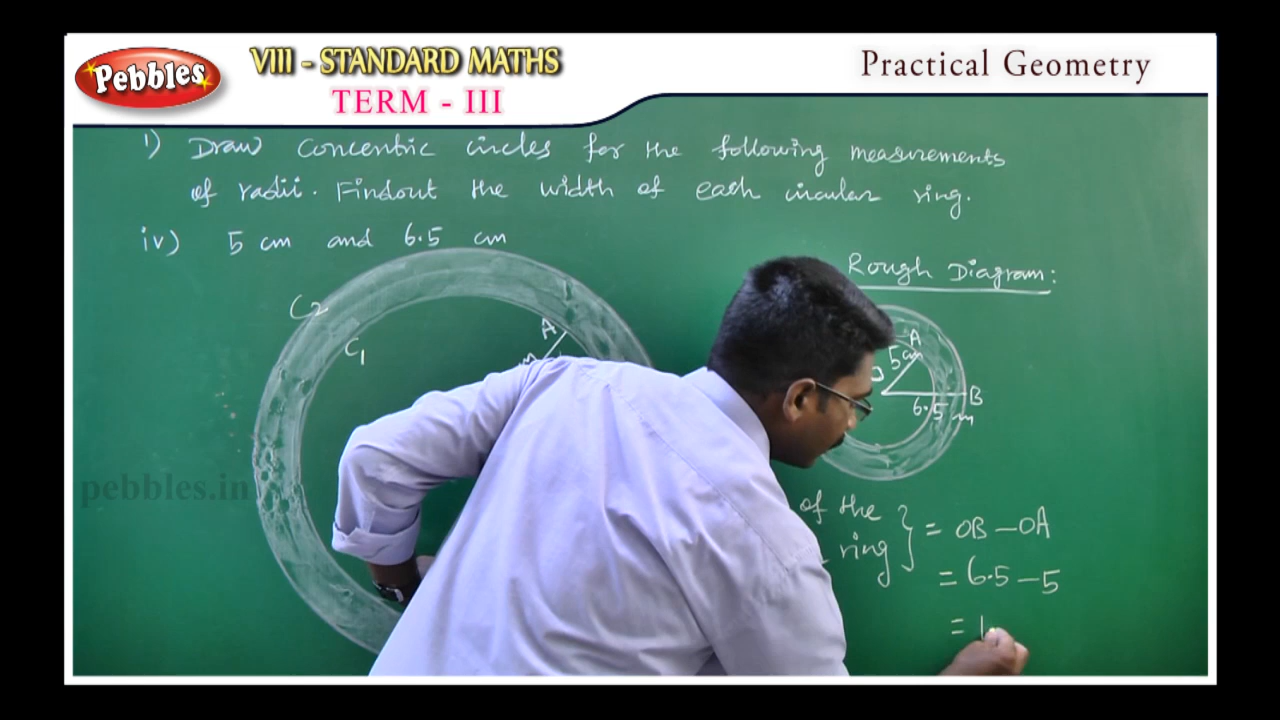 Pebbles
VIII - STANDARD MATHS
TERM - III
Practical Geometry
1) Draw concentric circles for the following measurements
of radii. Findout the width of each circular ring.
iv) 5 cm and 6.5 cm
Rough Diagram:
C2
C1
A
A
5cm
B
6.5 m
of the
ring } = OB - OA
= 6.5 - 5
= 1
pebbles.in